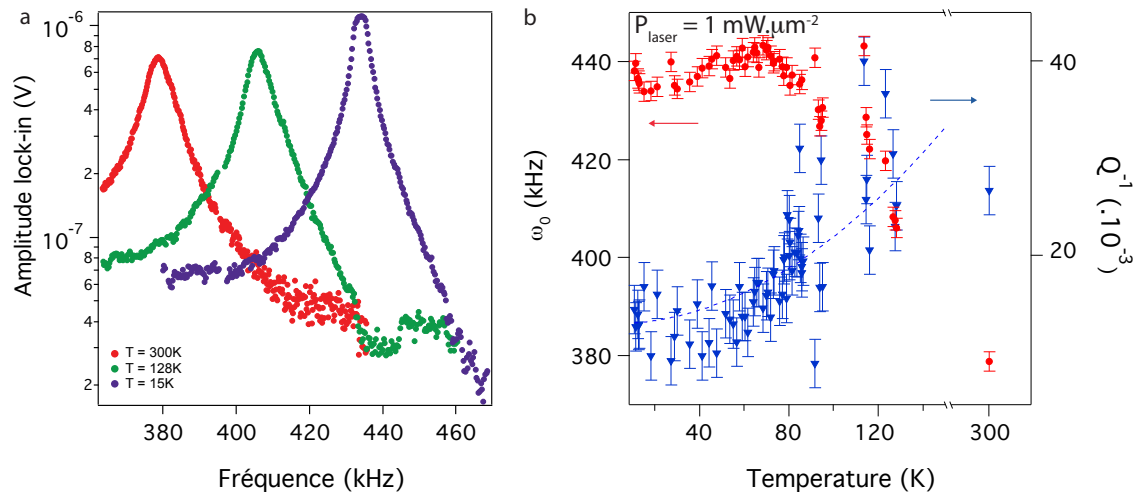 a
Amplitude lock-in (V)
10⁻⁶
8
6
4
2
10⁻⁷
8
6
4
2
T = 300K
T = 128K
T = 15K
380
400
420
440
460
Fréquence (kHz)
b
P_laser = 1 mW.µm⁻²
ω₀ (kHz)
440
420
400
380
40
80
120
300
Temperature (K)
40
20
Q⁻¹ (.10⁻³)